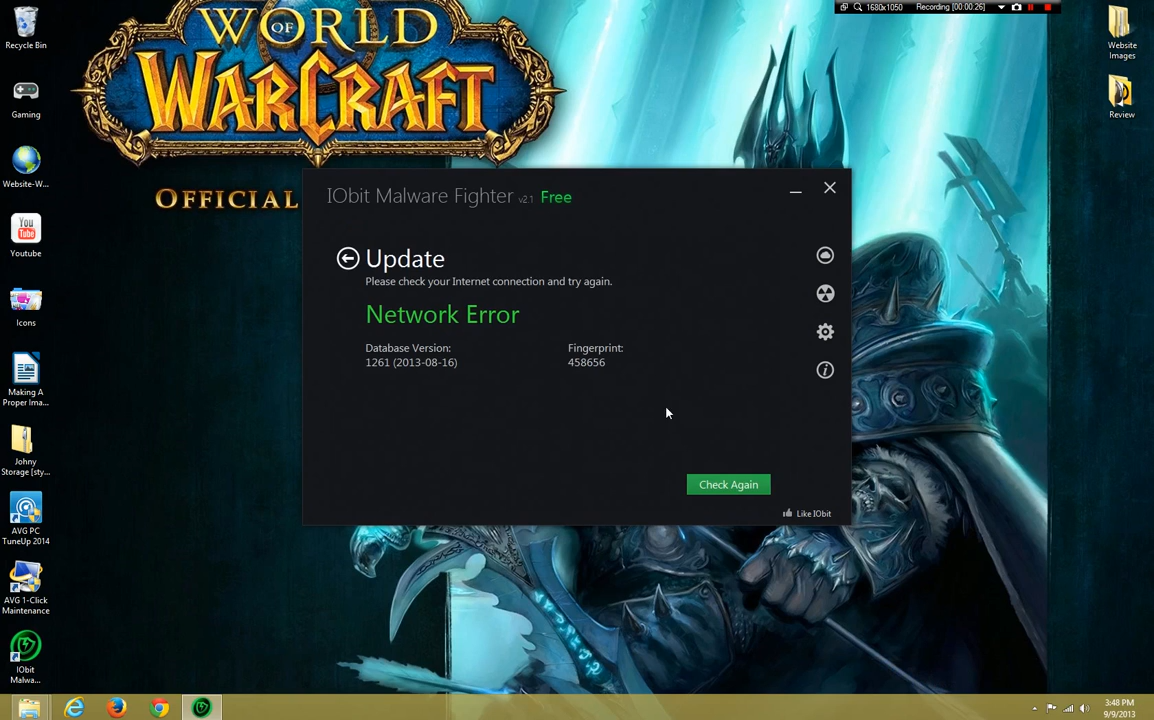 1680x1050 Recording [00:00:26]
WORLD
OF
WARCRAFT
OFFICIAL
Recycle Bin
Gaming
Website-W...
You
Tube
Youtube
Icons
Making A
Proper Ima...
Johny
Storage [sty...
AVG PC
TuneUp 2014
AVG 1-Click
Maintenance
IObit
Malwa...
Website
Images
Review
IObit Malware Fighter v2.1 Free
Update
Please check your Internet connection and try again.
Network Error
Database Version:
1261 (2013-08-16)
Fingerprint:
458656
Check Again
Like IObit
3:48 PM
9/9/2013